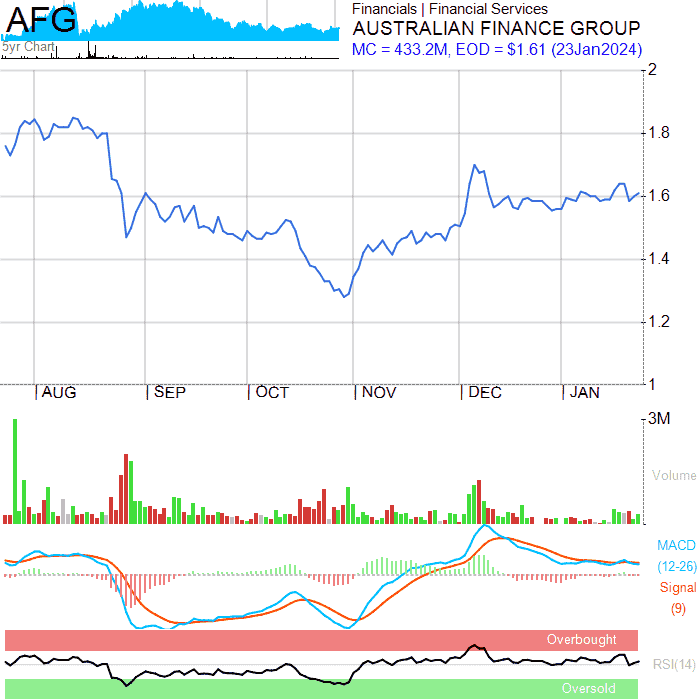 AFG
5yr Chart
Financials | Financial Services
AUSTRALIAN FINANCE GROUP
MC = 433.2M, EOD = $1.61 (23Jan2024)
2
1.8
1.6
1.4
1.2
1
|AUG |SEP |OCT |NOV |DEC |JAN
3M
Volume
MACD
(12-26)
Signal
(9)
Overbought
RSI(14)
Oversold